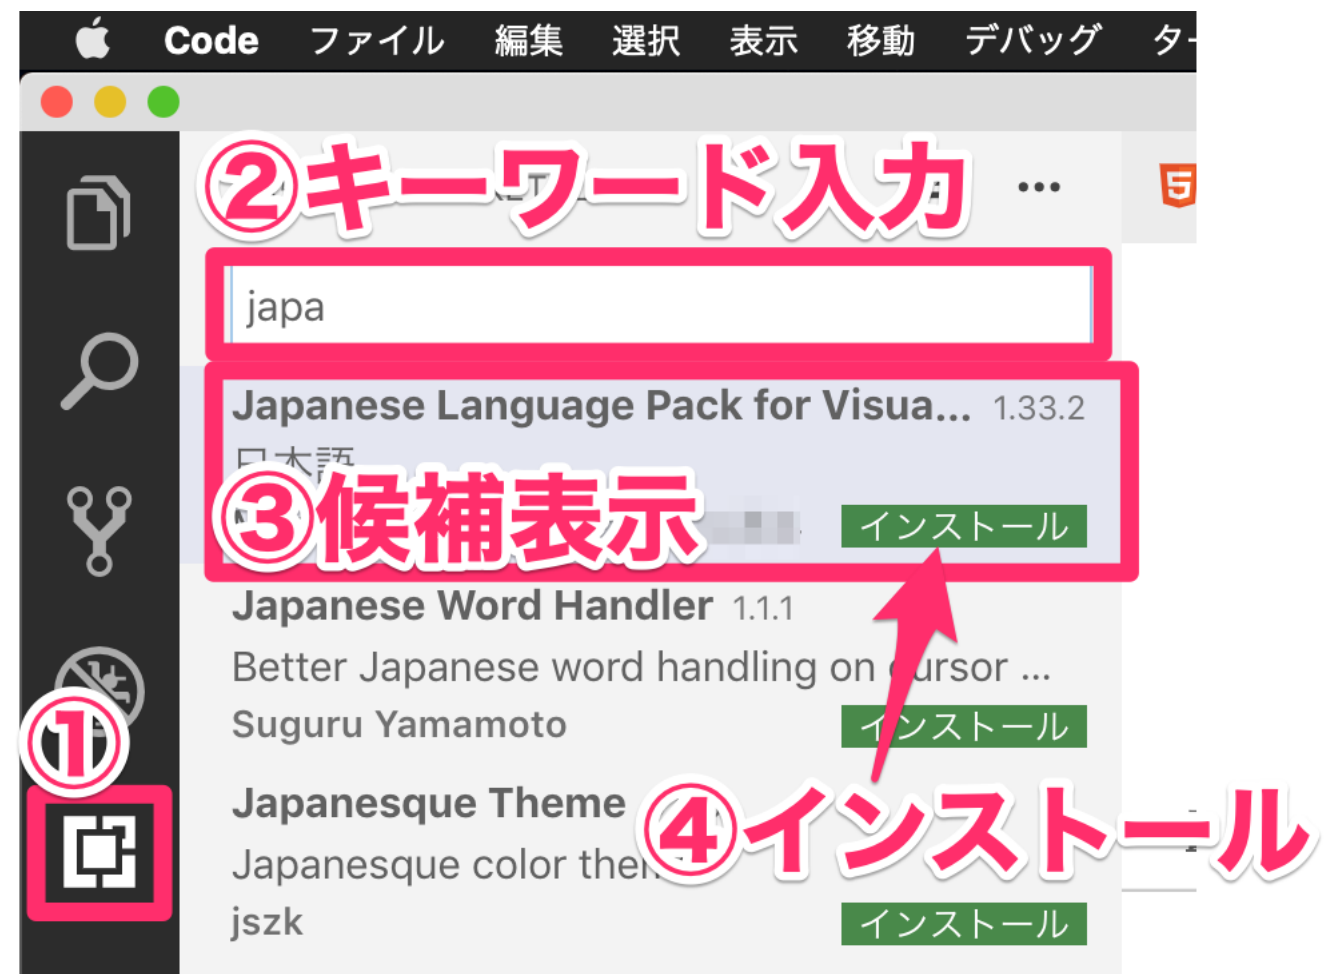 Code ファイル 編集 選択 表示 移動 デバッグ
②キーワード入力 •••
japa
Japanese Language Pack for Visua... 1.33.2
日本語
③候補表示 インストール
Japanese Word Handler 1.1.1
Better Japanese word handling on cursor ...
Suguru Yamamoto インストール
①
Japanesque Theme
④インストール
Japanesque color
jszk インストール